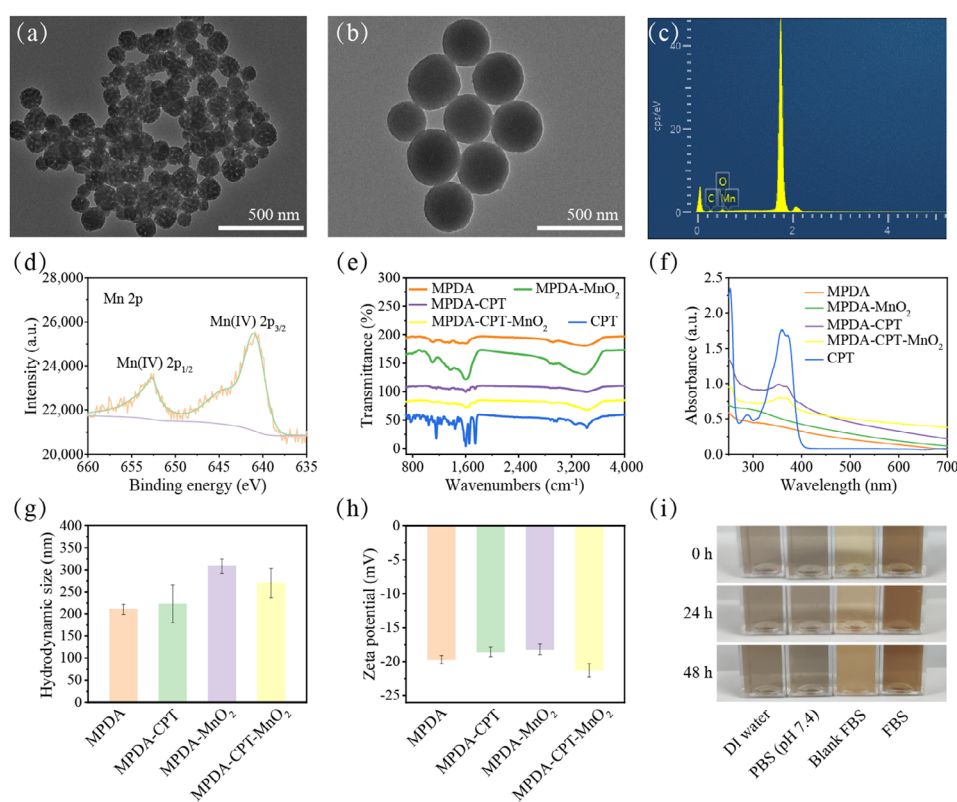 (a)
500 nm
(b)
500 nm
(c)
cps/eV
40
20
0
C
O
Mn
0
2
4
(d)
28,000
26,000
24,000
22,000
20,000
Intensity (a.u.)
Mn 2p
Mn(IV) 2p3/2
Mn(IV) 2p1/2
660
655
650
645
640
635
Binding energy (eV)
(e)
300
250
200
150
100
50
0
Transmittance (%)
MPDA
MPDA-MnO2
MPDA-CPT
MPDA-CPT-MnO2
CPT
800
1,600
2,400
3,200
4,000
Wavenumbers (cm-1)
(f)
2.5
2.0
1.5
1.0
0.5
0.0
Absorbance (a.u.)
MPDA
MPDA-MnO2
MPDA-CPT
MPDA-CPT-MnO2
CPT
300
400
500
600
700
Wavelength (nm)
(g)
400
350
300
250
200
150
100
50
0
Hydrodynamic size (nm)
MPDA
MPDA-CPT
MPDA-MnO2
MPDA-CPT-MnO2
(h)
0
-5
-10
-15
-20
-25
Zeta potential (mV)
MPDA
MPDA-CPT
MPDA-MnO2
MPDA-CPT-MnO2
(i)
0 h
24 h
48 h
DI water
PBS (pH 7.4)
Blank FBS
FBS